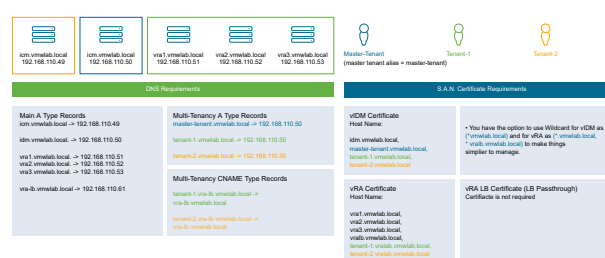 icm.vmwlab.local
192.168.110.49
icm.vmwlab.local
192.168.110.50
vra1.vmwlab.local
192.168.110.51
vra2.vmwlab.local
192.168.110.52
vra3.vmwlab.local
192.168.110.53
Master-Tenant
(master tenant alias = master-tenant)
Tenant-1
Tenant-2
DNS Requirements
S.A.N. Certificate Requirements
Main A Type Records
icm.vmwlab.local -> 192.168.110.49
idm.vmwlab.local -> 192.168.110.50
vra1.vmwlab.local. -> 192.168.110.51
vra2.vmwlab.local. -> 192.168.110.52
vra3.vmwlab.local. -> 192.168.110.53
vra-lb.vmwlab.local -> 192.168.110.61
Multi-Tenancy A Type Records
master-tenant.vmwlab.local -> 192.168.110.50
tenant-1.vmwlab.local -> 192.168.110.50
tenant-2.vmwlab.local -> 192.168.110.50
Multi-Tenancy CNAME Type Records
tenant-1.vra-lb.vmwlab.local ->
vra-lb.vmwlab.local
tenant-2.vra-lb.vmwlab.local ->
vra-lb.vmwlab.local
vIDM Certificate
Host Name:
idm.vmwlab.local,
master-tenant.vmwlab.local,
tenant-1.vmwlab.local,
tenant-2.vmwlab.local
• You have the option to use Wildcard for vIDM as
(*vmwlab.local) and for vRA as (*.vmwlab.local,
*.vralb.vmwlab.local) to make things
simplier to manage.
vRA Certificate
Host Name:
vra1.vmwlab.local,
vra2.vmwlab.local,
vra3.vmwlab.local,
vralb.vmwlab.local,
tenant-1.vralab.vmwlab.local,
tenant-2.vralab.vmwlab.local
vRA LB Certificate (LB Passthrough)
Certifiacte is not required